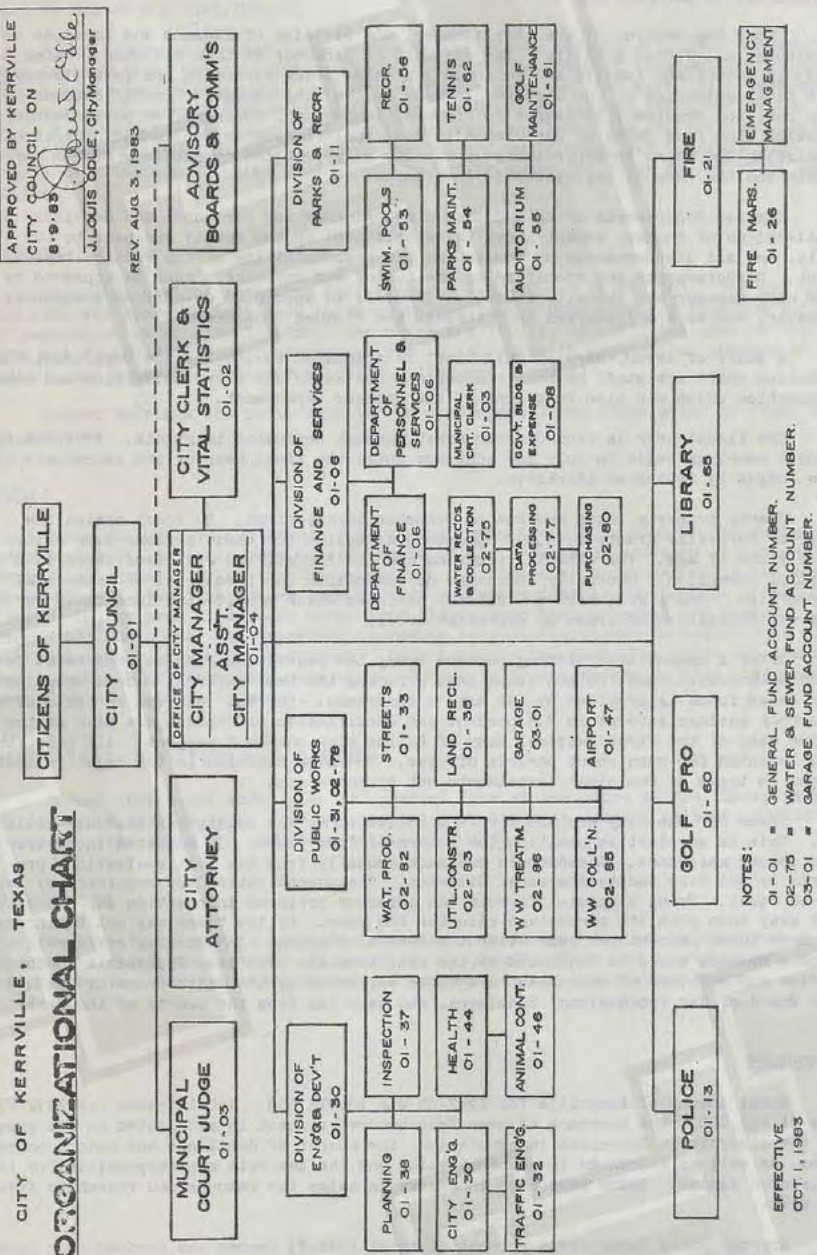 CITY OF KERRVILLE, TEXAS
ORGANIZATIONAL CHART
APPROVED BY KERRVILLE
CITY COUNCIL ON
8-9-83
J. LOUIS ODLE, City Manager
REV. AUG 3, 1983
CITIZENS OF KERRVILLE
CITY COUNCIL
01-01
OFFICE OF CITY MANAGER
CITY MANAGER
ASS'T.
CITY MANAGER
01-04
MUNICIPAL
COURT JUDGE
01-03
CITY
ATTORNEY
CITY CLERK &
VITAL STATISTICS
01-02
ADVISORY
BOARDS & COMM'S
DIVISION OF
ENG'G & DEV'T
01-30
PLANNING
01-38
INSPECTION
01-37
CITY ENG'G.
01-30
HEALTH
01-44
TRAFFIC ENG'G.
01-32
ANIMAL CONT.
01-46
DIVISION OF
PUBLIC WORKS
01-31, 02-78
WAT. PROD.
02-82
STREETS
01-33
UTIL. CONSTR.
02-83
LAND RECL.
01-35
WW TREATM.
02-86
GARAGE
03-01
WW COLL'N.
02-85
AIRPORT
01-47
DIVISION OF
FINANCE AND SERVICES
01-06
DEPARTMENT
OF
FINANCE
01-06
DEPARTMENT
OF
PERSONNEL &
SERVICES
01-06
WATER RECDS.
& COLLECTION
02-75
MUNICIPAL
CRT. CLERK
01-03
DATA
PROCESSING
02-77
GOV'T. BLDG. &
EXPENSE
01-08
PURCHASING
02-80
DIVISION OF
PARKS & RECR.
01-11
SWIM. POOLS
01-53
RECR.
01-56
PARKS MAINT.
01-54
TENNIS
01-62
AUDITORIUM
01-55
GOLF
MAINTENANCE
01-61
POLICE
01-13
GOLF PRO
01-60
LIBRARY
01-65
FIRE
01-21
FIRE MARS.
01-26
EMERGENCY
MANAGEMENT
EFFECTIVE
OCT. 1, 1983
NOTES:
01-01 = GENERAL FUND ACCOUNT NUMBER.
02-75 = WATER & SEWER FUND ACCOUNT NUMBER.
03-01 = GARAGE FUND ACCOUNT NUMBER.